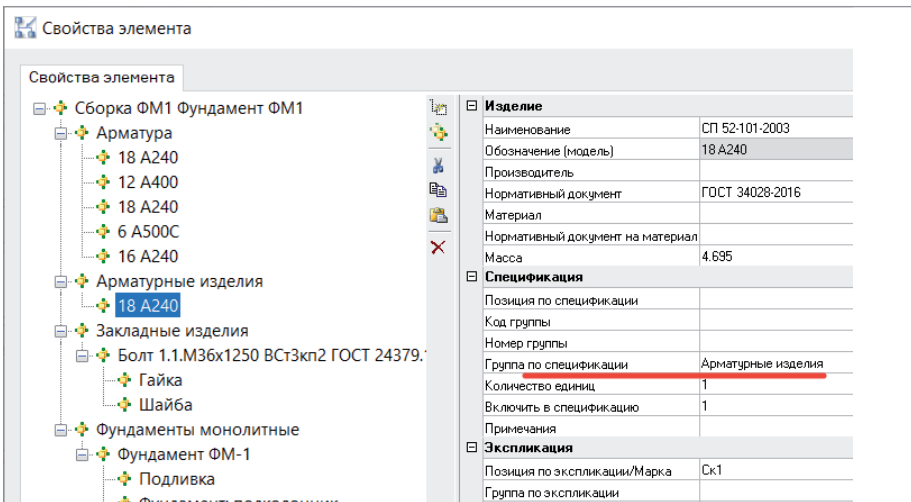 Свойства элемента
Свойства элемента
Сборка ФМ1 Фундамент ФМ1
Арматура
18 А240
12 А400
18 А240
6 А500С
16 А240
Арматурные изделия
18 А240
Закладные изделия
Болт 1.1.М36х1250 ВСт3кп2 ГОСТ 24379.
Гайка
Шайба
Фундаменты монолитные
Фундамент ФМ-1
Подливка
Изделие
Наименование СП 52-101-2003
Обозначение (модель) 18 А240
Производитель
Нормативный документ ГОСТ 34028-2016
Материал
Нормативный документ на материал
Масса 4.695
Спецификация
Позиция по спецификации
Код группы
Номер группы
Группа по спецификации Арматурные изделия
Количество единиц 1
Включить в спецификацию 1
Примечания
Экспликация
Позиция по экспликации/Марка Ск1
Группа по экспликации